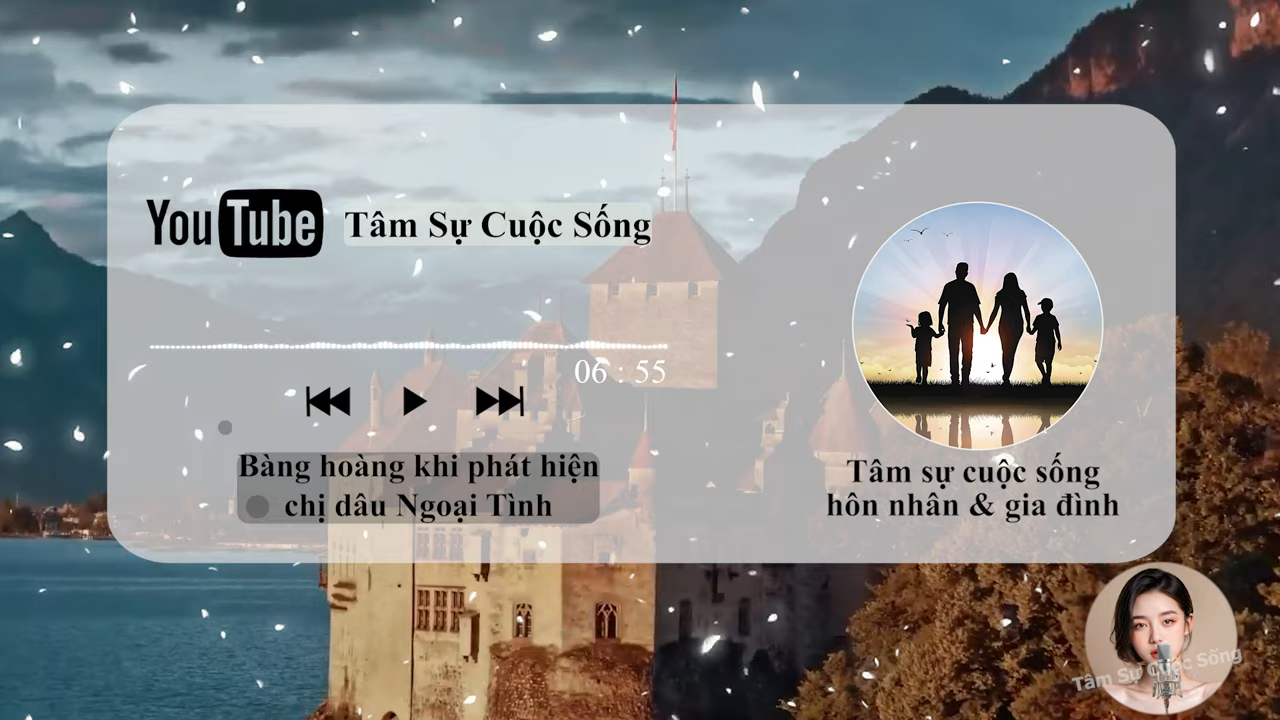 YouTube
Tâm Sự Cuộc Sống
06 : 55
Bàng hoàng khi phát hiện
chị dâu Ngoại Tình
Tâm sự cuộc sống
hôn nhân & gia đình
Tâm Sự Cuộc Sống